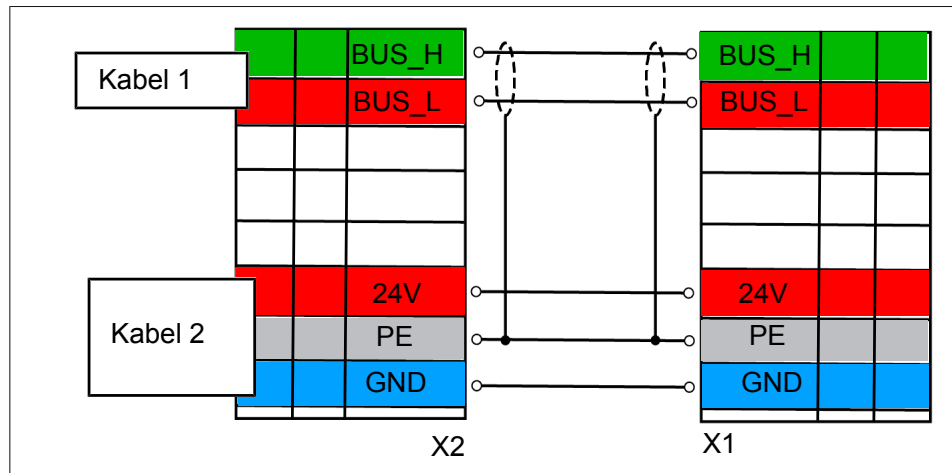 Kabel 1
BUS_H
BUS_L
BUS_H
BUS_L
Kabel 2
24V
PE
GND
24V
PE
GND
X2
X1